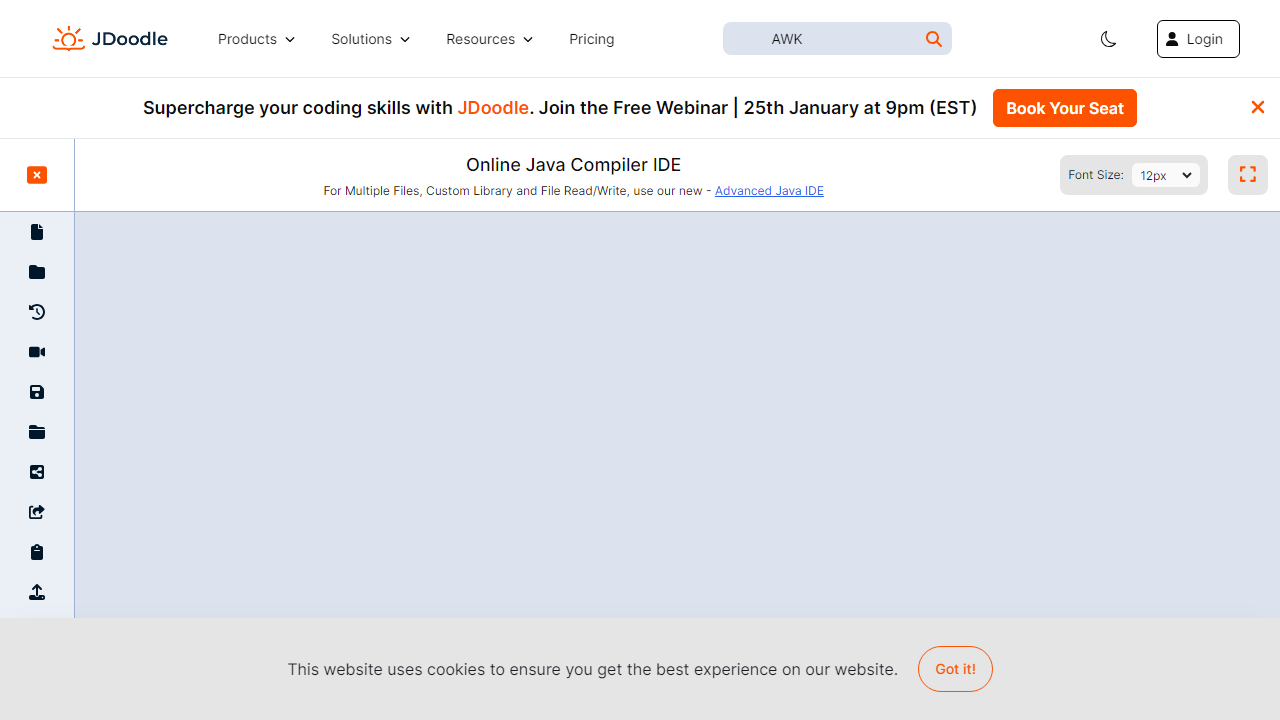 JDoodle
Products
Solutions
Resources
Pricing
AWK
Login
Supercharge your coding skills with JDoodle. Join the Free Webinar | 25th January at 9pm (EST)
Book Your Seat
Online Java Compiler IDE
For Multiple Files, Custom Library and File Read/Write, use our new - Advanced Java IDE
Font Size:
12px
This website uses cookies to ensure you get the best experience on our website.
Got it!